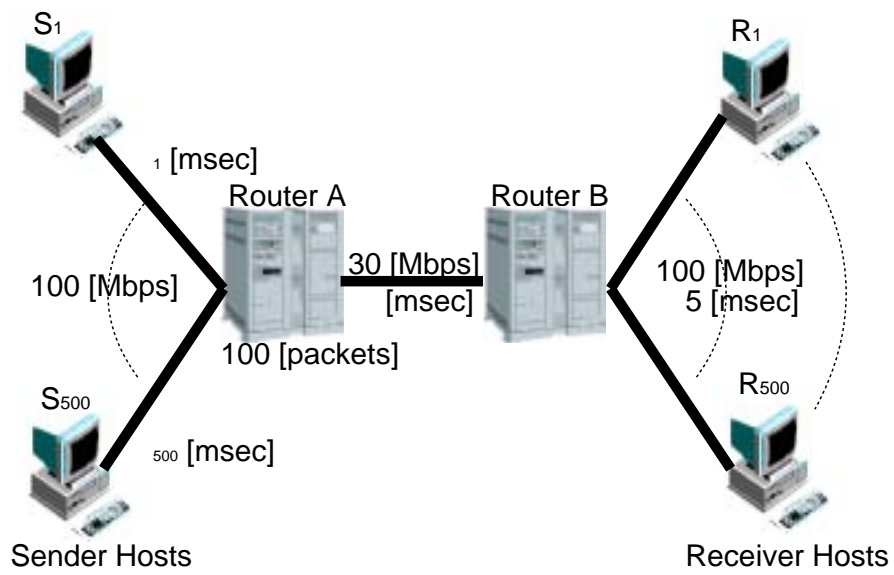 S1
R1
1 [msec]
Router A
Router B
100 [Mbps]
30 [Mbps]
[msec]
100 [Mbps]
5 [msec]
100 [packets]
S500
R500
500 [msec]
Sender Hosts
Receiver Hosts